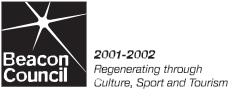 Beacon
Council
2001-2002
Regenerating through
Culture, Sport and Tourism